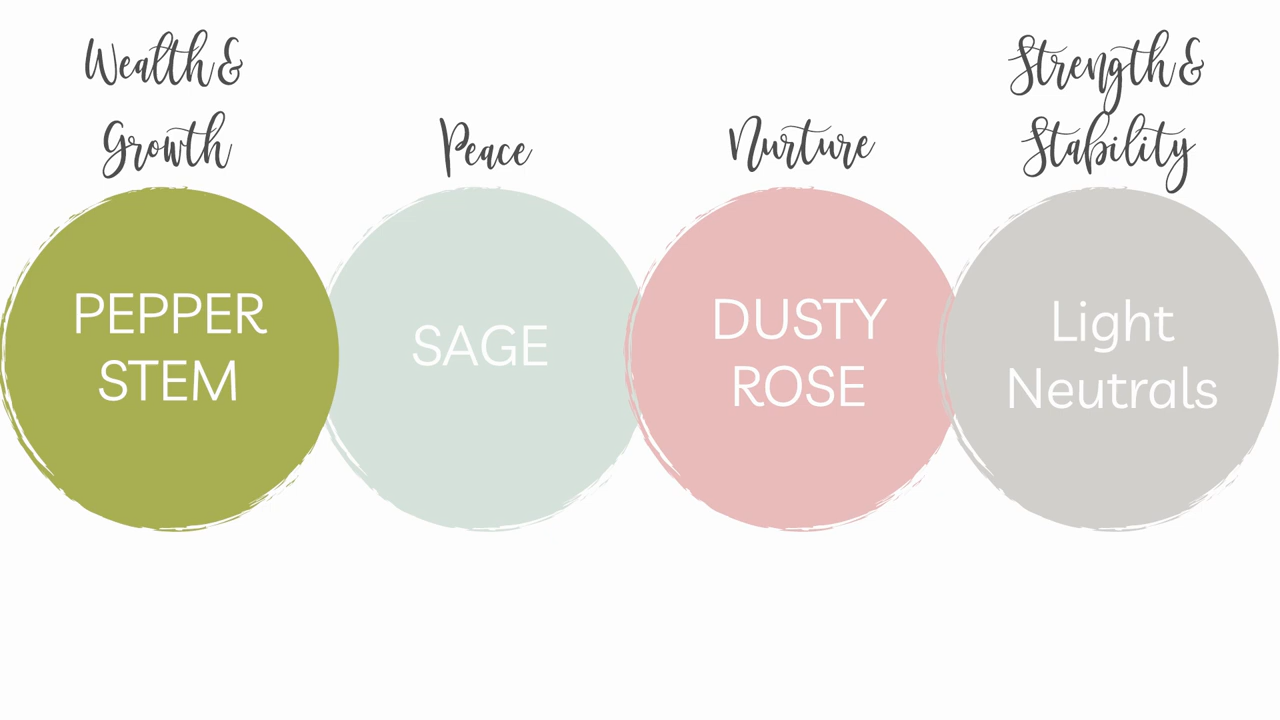 Wealth &
Growth
PEPPER
STEM
Peace
SAGE
Nurture
DUSTY
ROSE
Strength &
Stability
Light
Neutrals